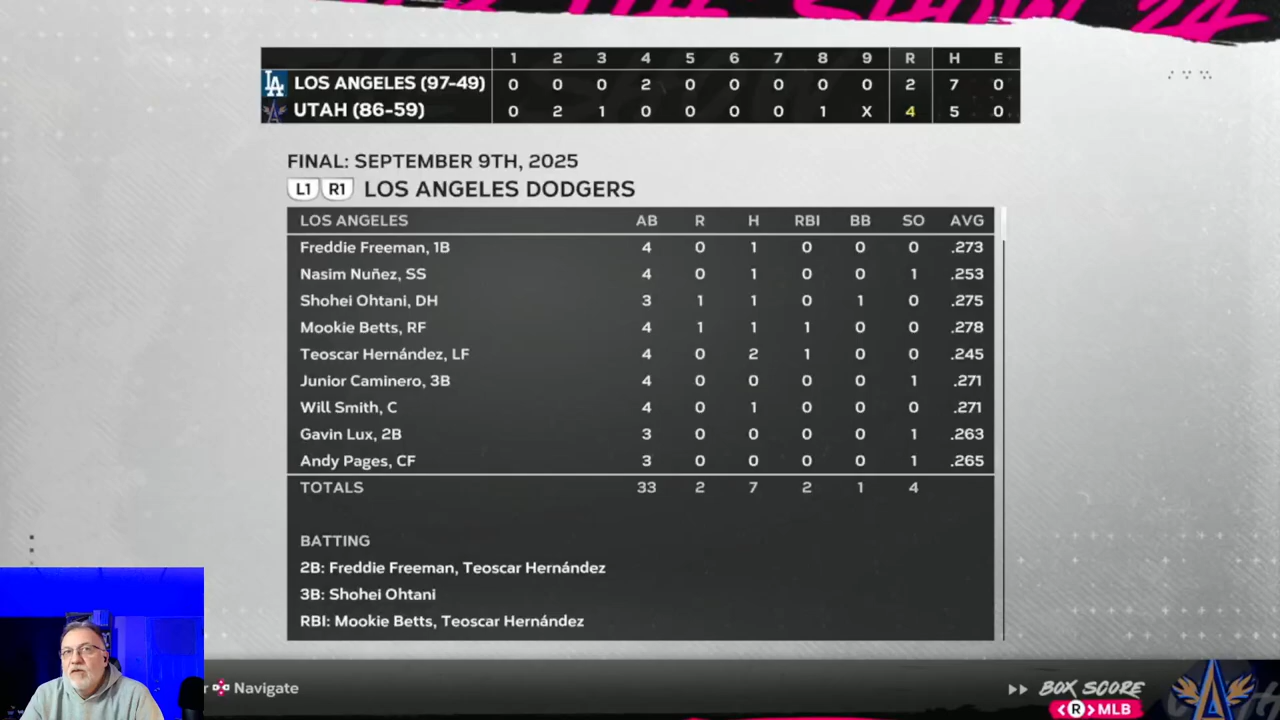 THE SHOW 24
1 2 3 4 5 6 7 8 9 R H E
LA LOS ANGELES (97-49) 0 0 0 2 0 0 0 0 0 2 7 0
UTAH (86-59) 0 2 1 0 0 0 0 1 X 4 5 0
FINAL: SEPTEMBER 9TH, 2025
L1 R1 LOS ANGELES DODGERS
LOS ANGELES AB R H RBI BB SO AVG
Freddie Freeman, 1B 4 0 1 0 0 0 .273
Nasim Nuñez, SS 4 0 1 0 0 1 .253
Shohei Ohtani, DH 3 1 1 0 1 0 .275
Mookie Betts, RF 4 1 1 1 0 0 .278
Teoscar Hernández, LF 4 0 2 1 0 0 .245
Junior Caminero, 3B 4 0 0 0 0 1 .271
Will Smith, C 4 0 1 0 0 0 .271
Gavin Lux, 2B 3 0 0 0 0 1 .263
Andy Pages, CF 3 0 0 0 0 1 .265
TOTALS 33 2 7 2 1 4
BATTING
2B: Freddie Freeman, Teoscar Hernández
3B: Shohei Ohtani
RBI: Mookie Betts, Teoscar Hernández
Navigate
BOX SCORE
R MLB